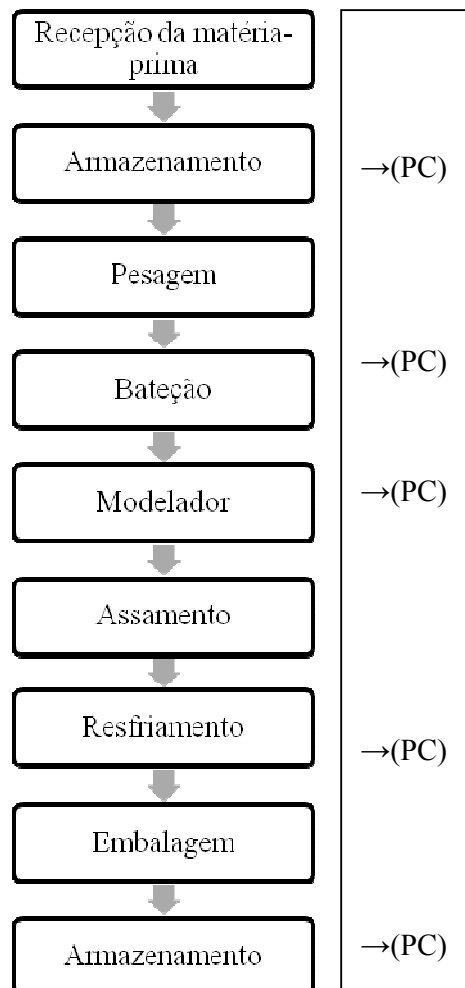 Recepção da matéria-
prima
Armazenamento →(PC)
Pesagem
Bateção →(PC)
Modelador →(PC)
Assamento
Resfriamento →(PC)
Embalagem
Armazenamento →(PC)